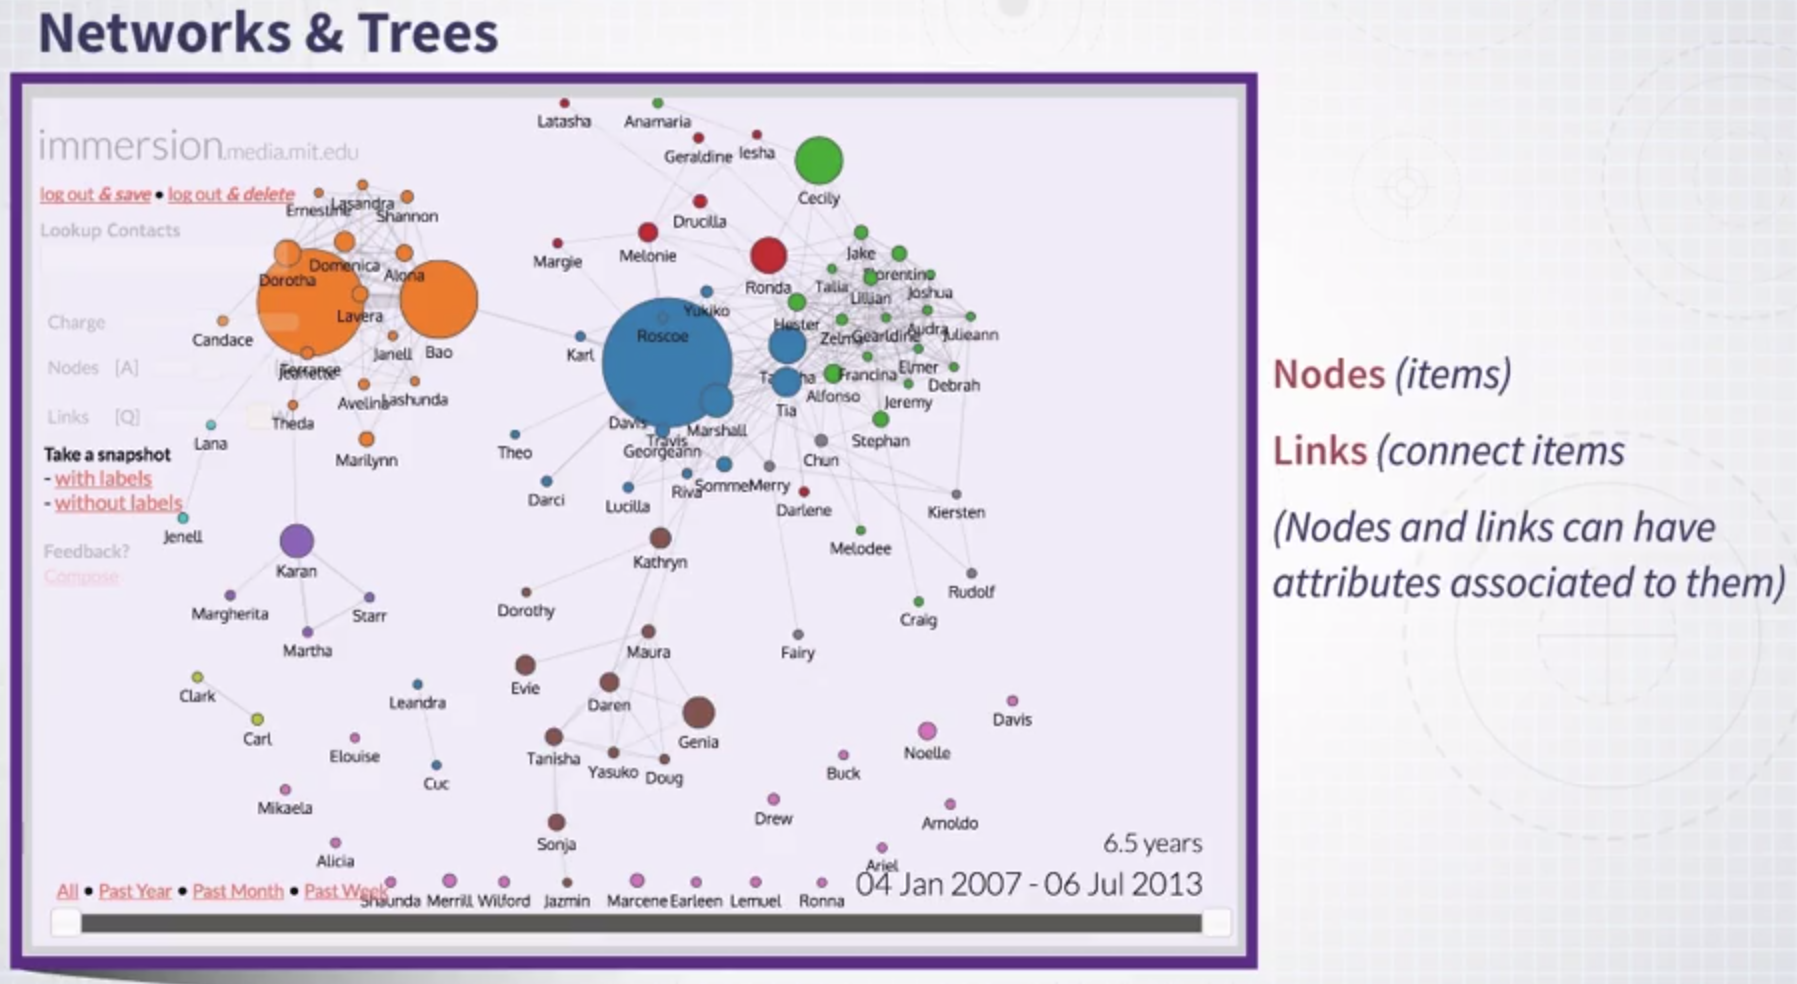 Networks & Trees
immersion.media.mit.edu
log out & save • log out & delete
Lookup Contacts
Charge
Nodes [A]
Links [Q]
Take a snapshot
- with labels
- without labels
Feedback?
Compose
Latasha
Anamaria
Geraldine
Iesha
Cecily
Ernestine
Lasandra
Shannon
Drucilla
Margie
Melonie
Ronda
Jake
Florentino
Dorotha
Domenica
Alona
Talia
Lillian
Joshua
Yukiko
Lavera
Candace
Karl
Roscoe
Hester
Zelma
Gearldine
Audra
Julieann
Janell
Bao
Terrance
Jeanette
Avelina
Lashunda
Francina
Elmer
Debrah
Tia
Alfonso
Jeremy
Theda
Lana
Marilynn
Theo
Davis
Travis
Georgeann
Marshall
Stephan
Chun
Darci
Lucilla
Riva
Somme
Merry
Darlene
Kiersten
Jenell
Karan
Kathryn
Melodee
Margherita
Starr
Martha
Dorothy
Rudolf
Craig
Fairy
Maura
Evie
Daren
Genia
Clark
Carl
Leandra
Cuc
Elouise
Mikaela
Alicia
Tanisha
Yasuko
Doug
Sonja
Davis
Noelle
Buck
Drew
Arnoldo
Ariel
6.5 years
04 Jan 2007 - 06 Jul 2013
All • Past Year • Past Month • Past Week
Shaunda
Merrill
Wilford
Jazmin
Marcene
Earleen
Lemuel
Ronna
Nodes (items)
Links (connect items
(Nodes and links can have
attributes associated to them)